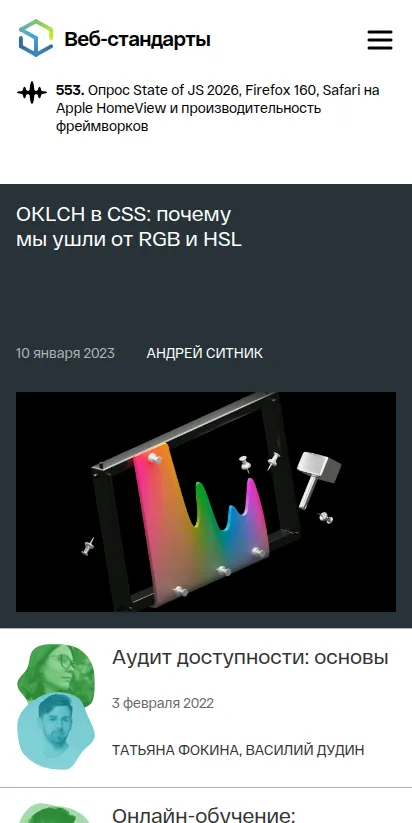 Веб-стандарты
553. Опрос State of JS 2026, Firefox 160, Safari на
Apple HomeView и производительность
фреймворков
OKLCH в CSS: почему
мы ушли от RGB и HSL
10 января 2023
АНДРЕЙ СИТНИК
Аудит доступности: основы
3 февраля 2022
ТАТЬЯНА ФОКИНА, ВАСИЛИЙ ДУДИН
Онлайн-обучение: